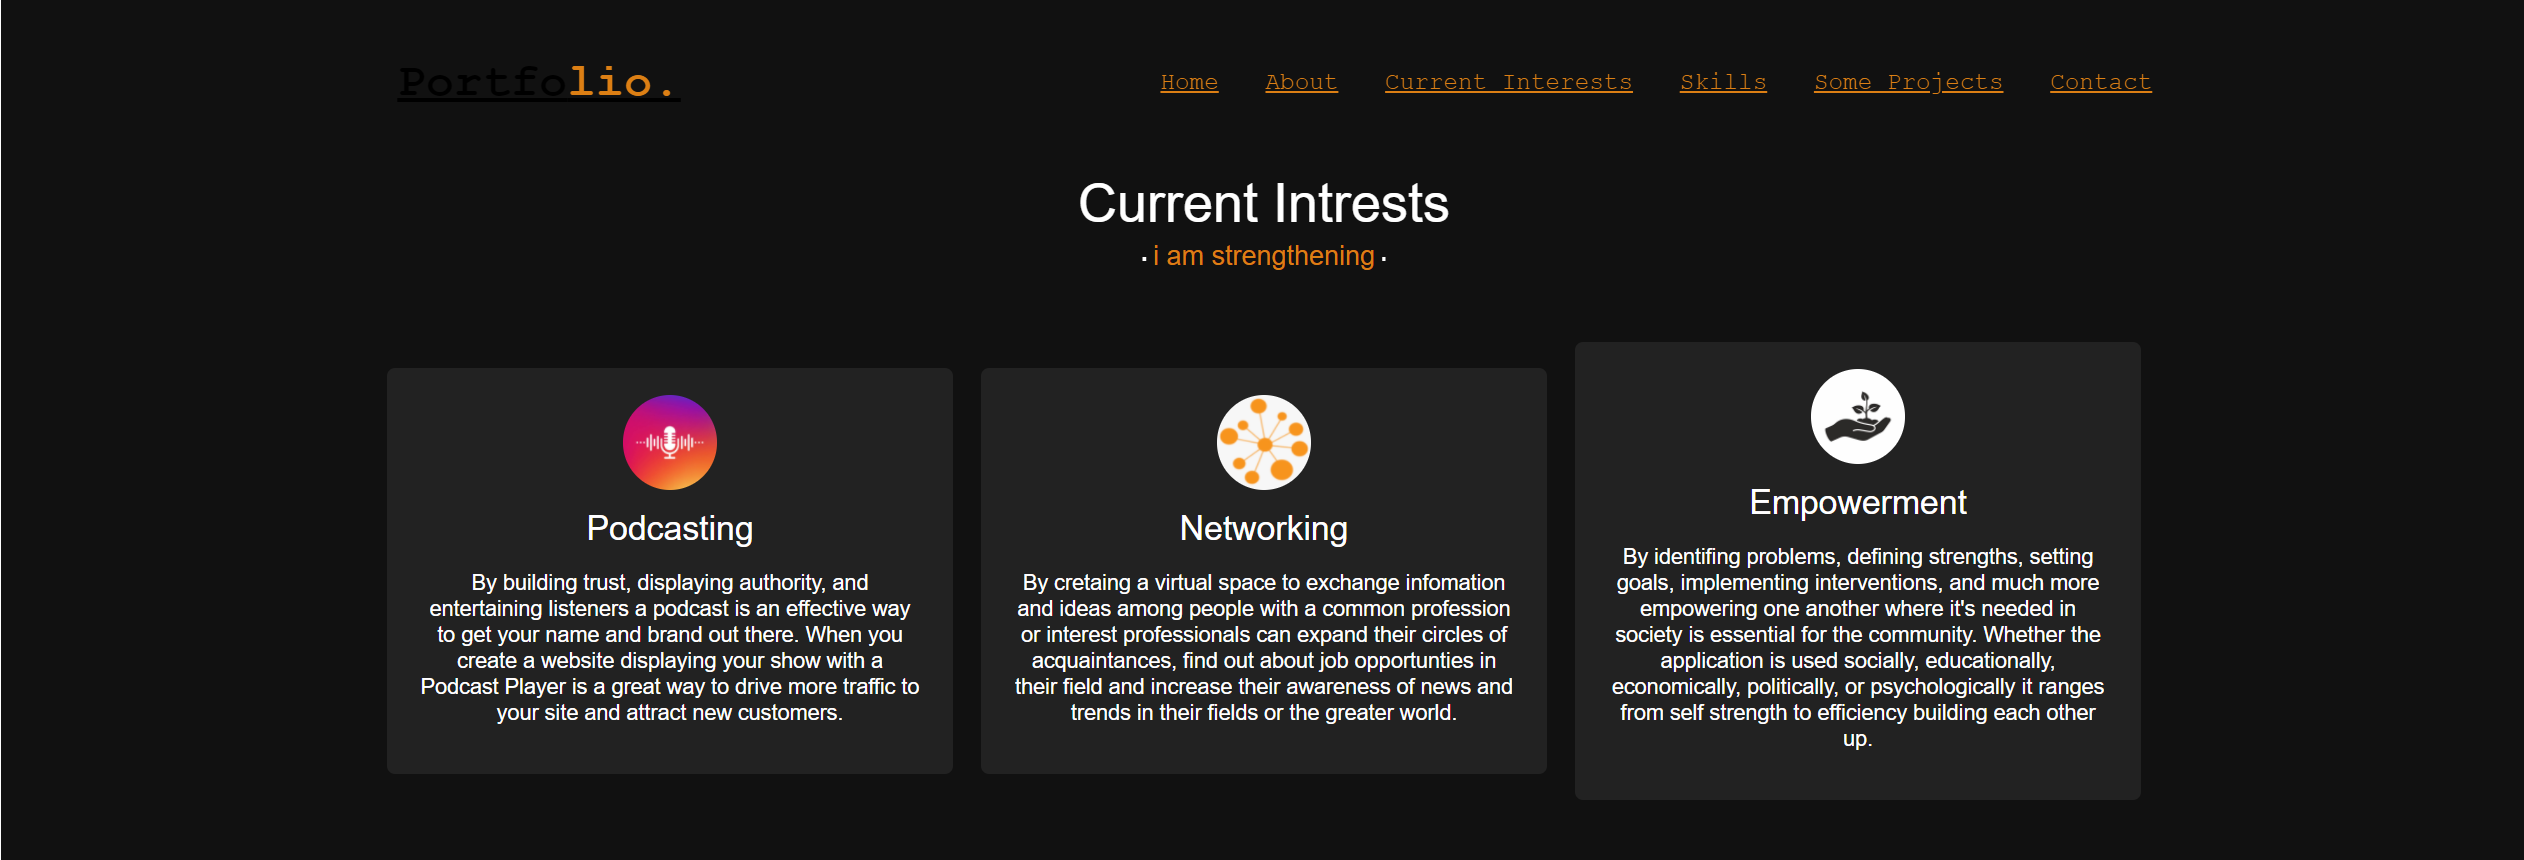 Portfolio.
Home About Current Interests Skills Some Projects Contact
Current Intrests
· i am strengthening ·
Podcasting
By building trust, displaying authority, and
entertaining listeners a podcast is an effective way
to get your name and brand out there. When you
create a website displaying your show with a
Podcast Player is a great way to drive more traffic to
your site and attract new customers.
Networking
By cretaing a virtual space to exchange infomation
and ideas among people with a common profession
or interest professionals can expand their circles of
acquaintances, find out about job opportunties in
their field and increase their awareness of news and
trends in their fields or the greater world.
Empowerment
By identifing problems, defining strengths, setting
goals, implementing interventions, and much more
empowering one another where it's needed in
society is essential for the community. Whether the
application is used socially, educationally,
economically, politically, or psychologically it ranges
from self strength to efficiency building each other
up.